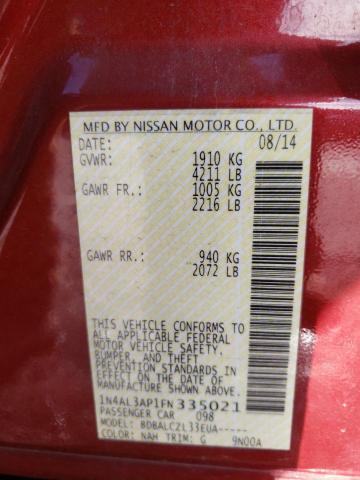 MFD BY NISSAN MOTOR CO., LTD.
DATE: 08/14
GVWR: 1910 KG
4211 LB
GAWR FR.: 1005 KG
2216 LB
GAWR RR.: 940 KG
2072 LB
THIS VEHICLE CONFORMS TO
ALL APPLICABLE FEDERAL
MOTOR VEHICLE SAFETY,
BUMPER, AND THEFT
PREVENTION STANDARDS IN
EFFECT ON THE DATE OF
MANUFACTURE SHOWN ABOVE.
1N4AL3AP1FN335021
PASSENGER CAR 098
MODEL: BDBALCZL33EUA-----
COLOR: NAH TRIM: G 9N00A